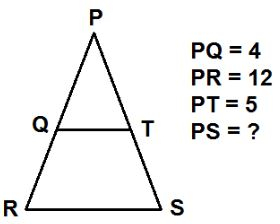 P
PQ = 4
PR = 12
PT = 5
PS = ?
Q T
R S